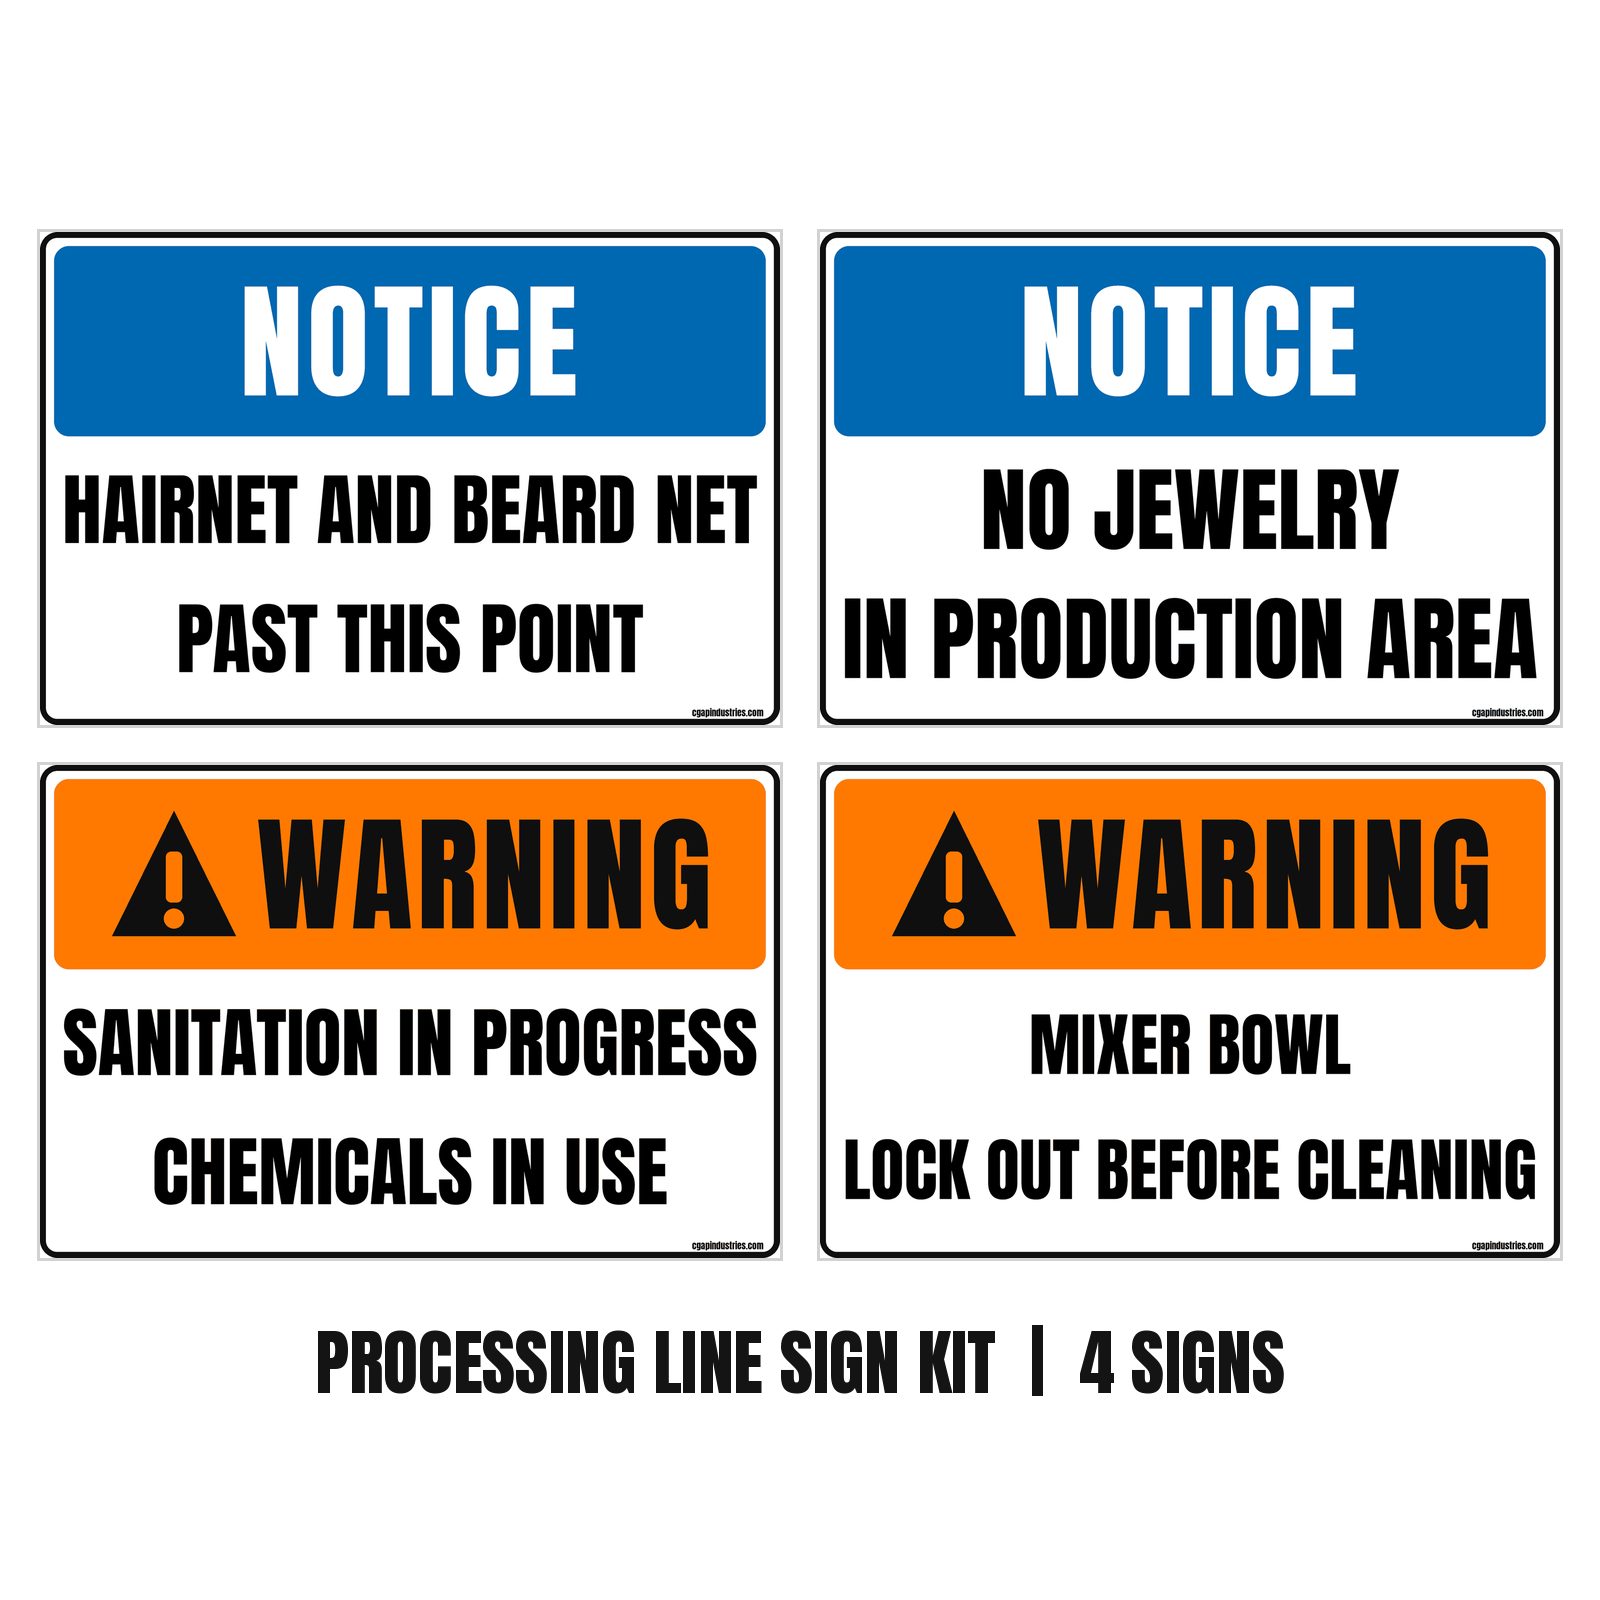 NOTICE
HAIRNET AND BEARD NET
PAST THIS POINT
cgapindustries.com
NOTICE
NO JEWELRY
IN PRODUCTION AREA
cgapindustries.com
WARNING
SANITATION IN PROGRESS
CHEMICALS IN USE
cgapindustries.com
WARNING
MIXER BOWL
LOCK OUT BEFORE CLEANING
cgapindustries.com
PROCESSING LINE SIGN KIT | 4 SIGNS